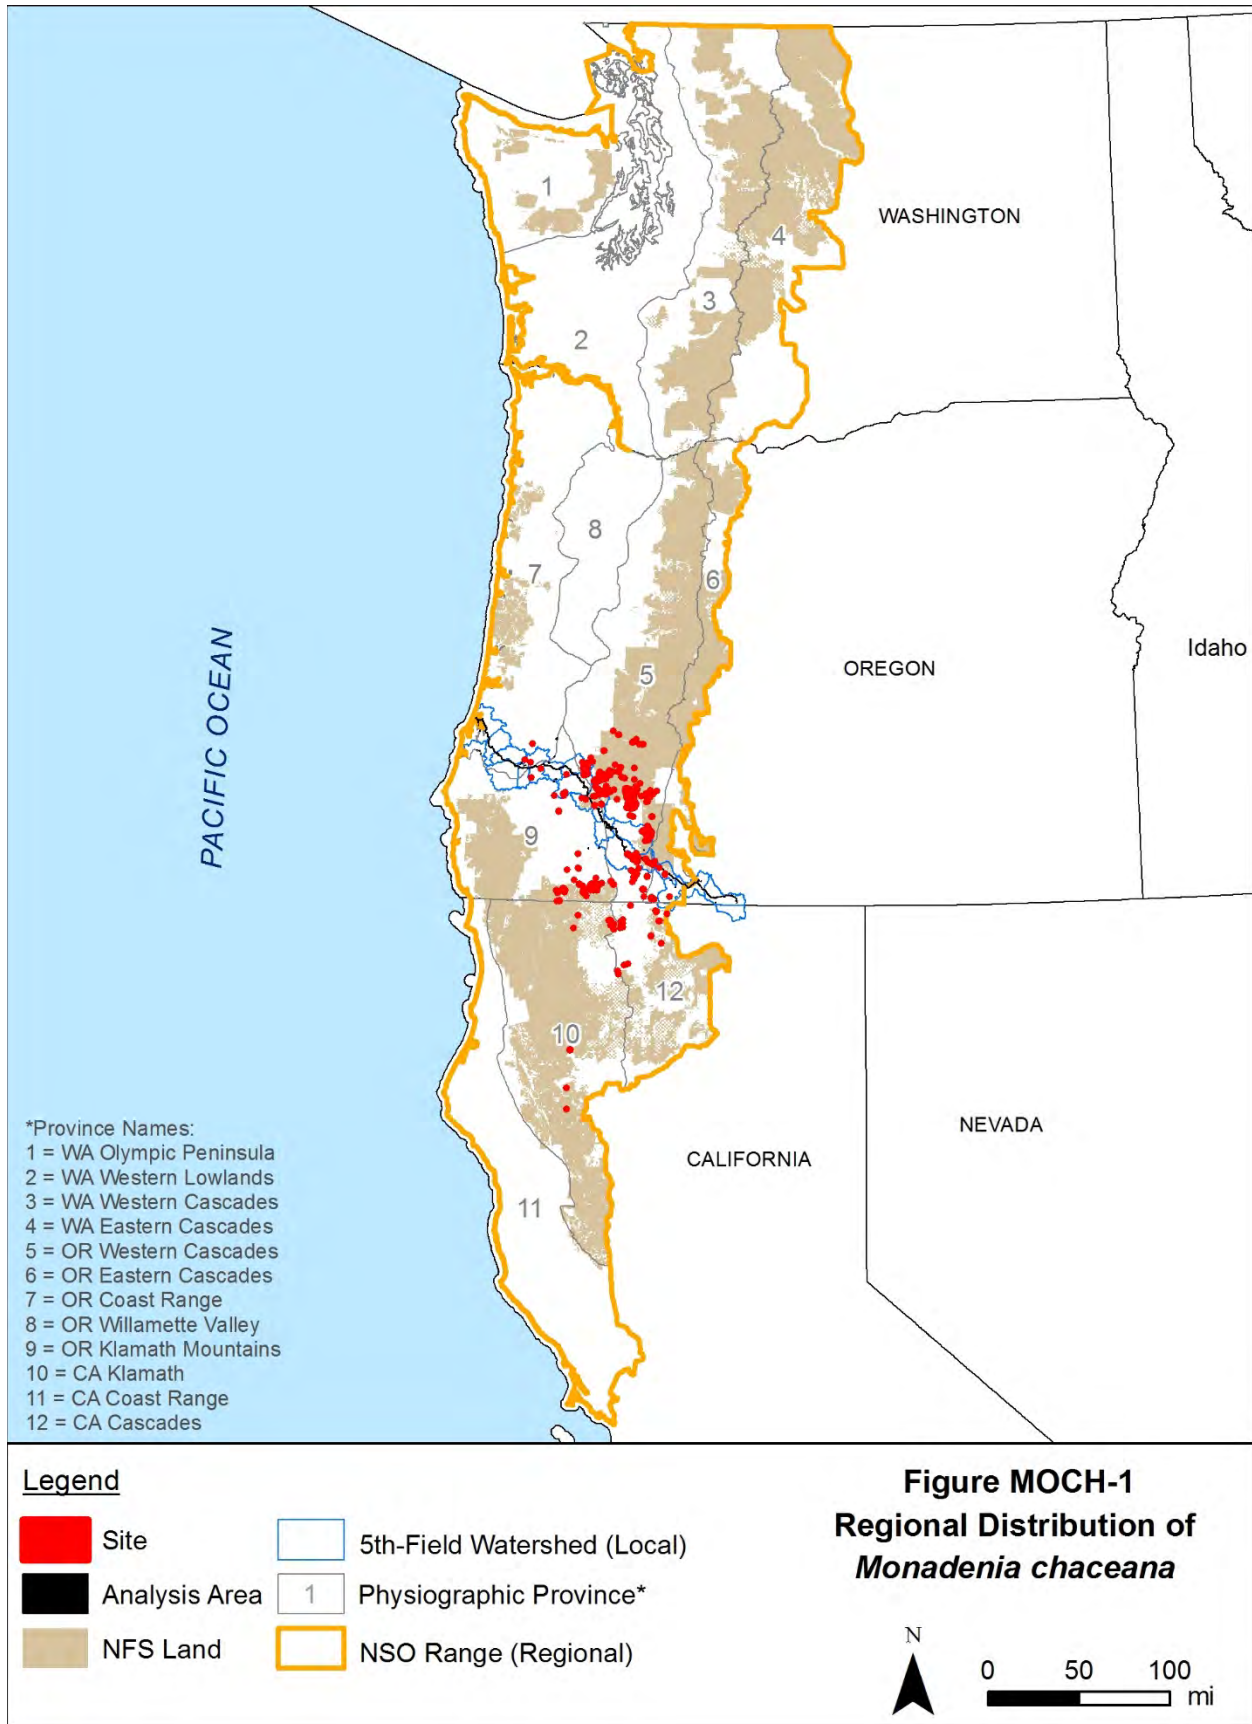 1
WASHINGTON
4
3
2
8
7
6
Idaho
5
OREGON
PACIFIC OCEAN
9
12
10
NEVADA
CALIFORNIA
11
*Province Names:
1 = WA Olympic Peninsula
2 = WA Western Lowlands
3 = WA Western Cascades
4 = WA Eastern Cascades
5 = OR Western Cascades
6 = OR Eastern Cascades
7 = OR Coast Range
8 = OR Willamette Valley
9 = OR Klamath Mountains
10 = CA Klamath
11 = CA Coast Range
12 = CA Cascades
Legend
Site
Analysis Area
NFS Land
5th-Field Watershed (Local)
1 Physiographic Province*
NSO Range (Regional)
Figure MOCH-1
Regional Distribution of
Monadenia chaceana
N
0 50 100
mi